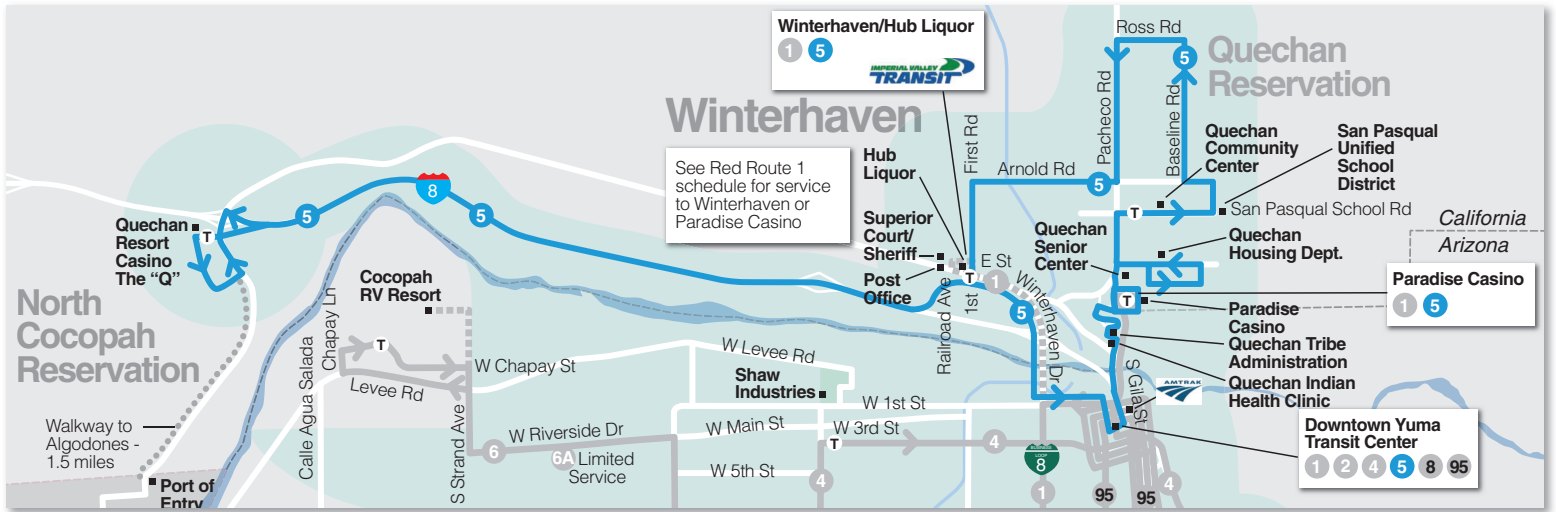 Winterhaven/Hub Liquor
1 5
IMPERIAL VALLEY
TRANSIT
Ross Rd
5
Quechan
Reservation
Pacheco Rd
Baseline Rd
Winterhaven
First Rd
Quechan
Community
Center
San Pasqual
Unified
School
District
See Red Route 1
schedule for service
to Winterhaven or
Paradise Casino
Hub
Liquor
Arnold Rd
5
8
5
5
T
San Pasqual School Rd
California
Arizona
Quechan
Resort
Casino
The “Q”
T
Superior
Court/
Sheriff
Post
Office
Quechan
Senior
Center
Quechan
Housing Dept.
E St
T
1
Winterhaven Dr
5
Railroad Ave
1st
Paradise Casino
1 5
T
Cocopah
RV Resort
North
Cocopah
Reservation
Calle Agua Salada
Chapay Ln
Paradise
Casino
Quechan Tribe
Administration
Quechan Indian
Health Clinic
S Gila St
AMTRAK
T
W Chapay St
Levee Rd
W Levee Rd
Shaw
Industries
W 1st St
Walkway to
Algodones -
1.5 miles
S Strand Ave
6
W Riverside Dr
6A Limited
Service
W Main St
W 3rd St
T
4
W 5th St
4
BUSINESS
LOOP
8
1
95
95
4
Downtown Yuma
Transit Center
1 2 4 5 8 95
Port of
Entry